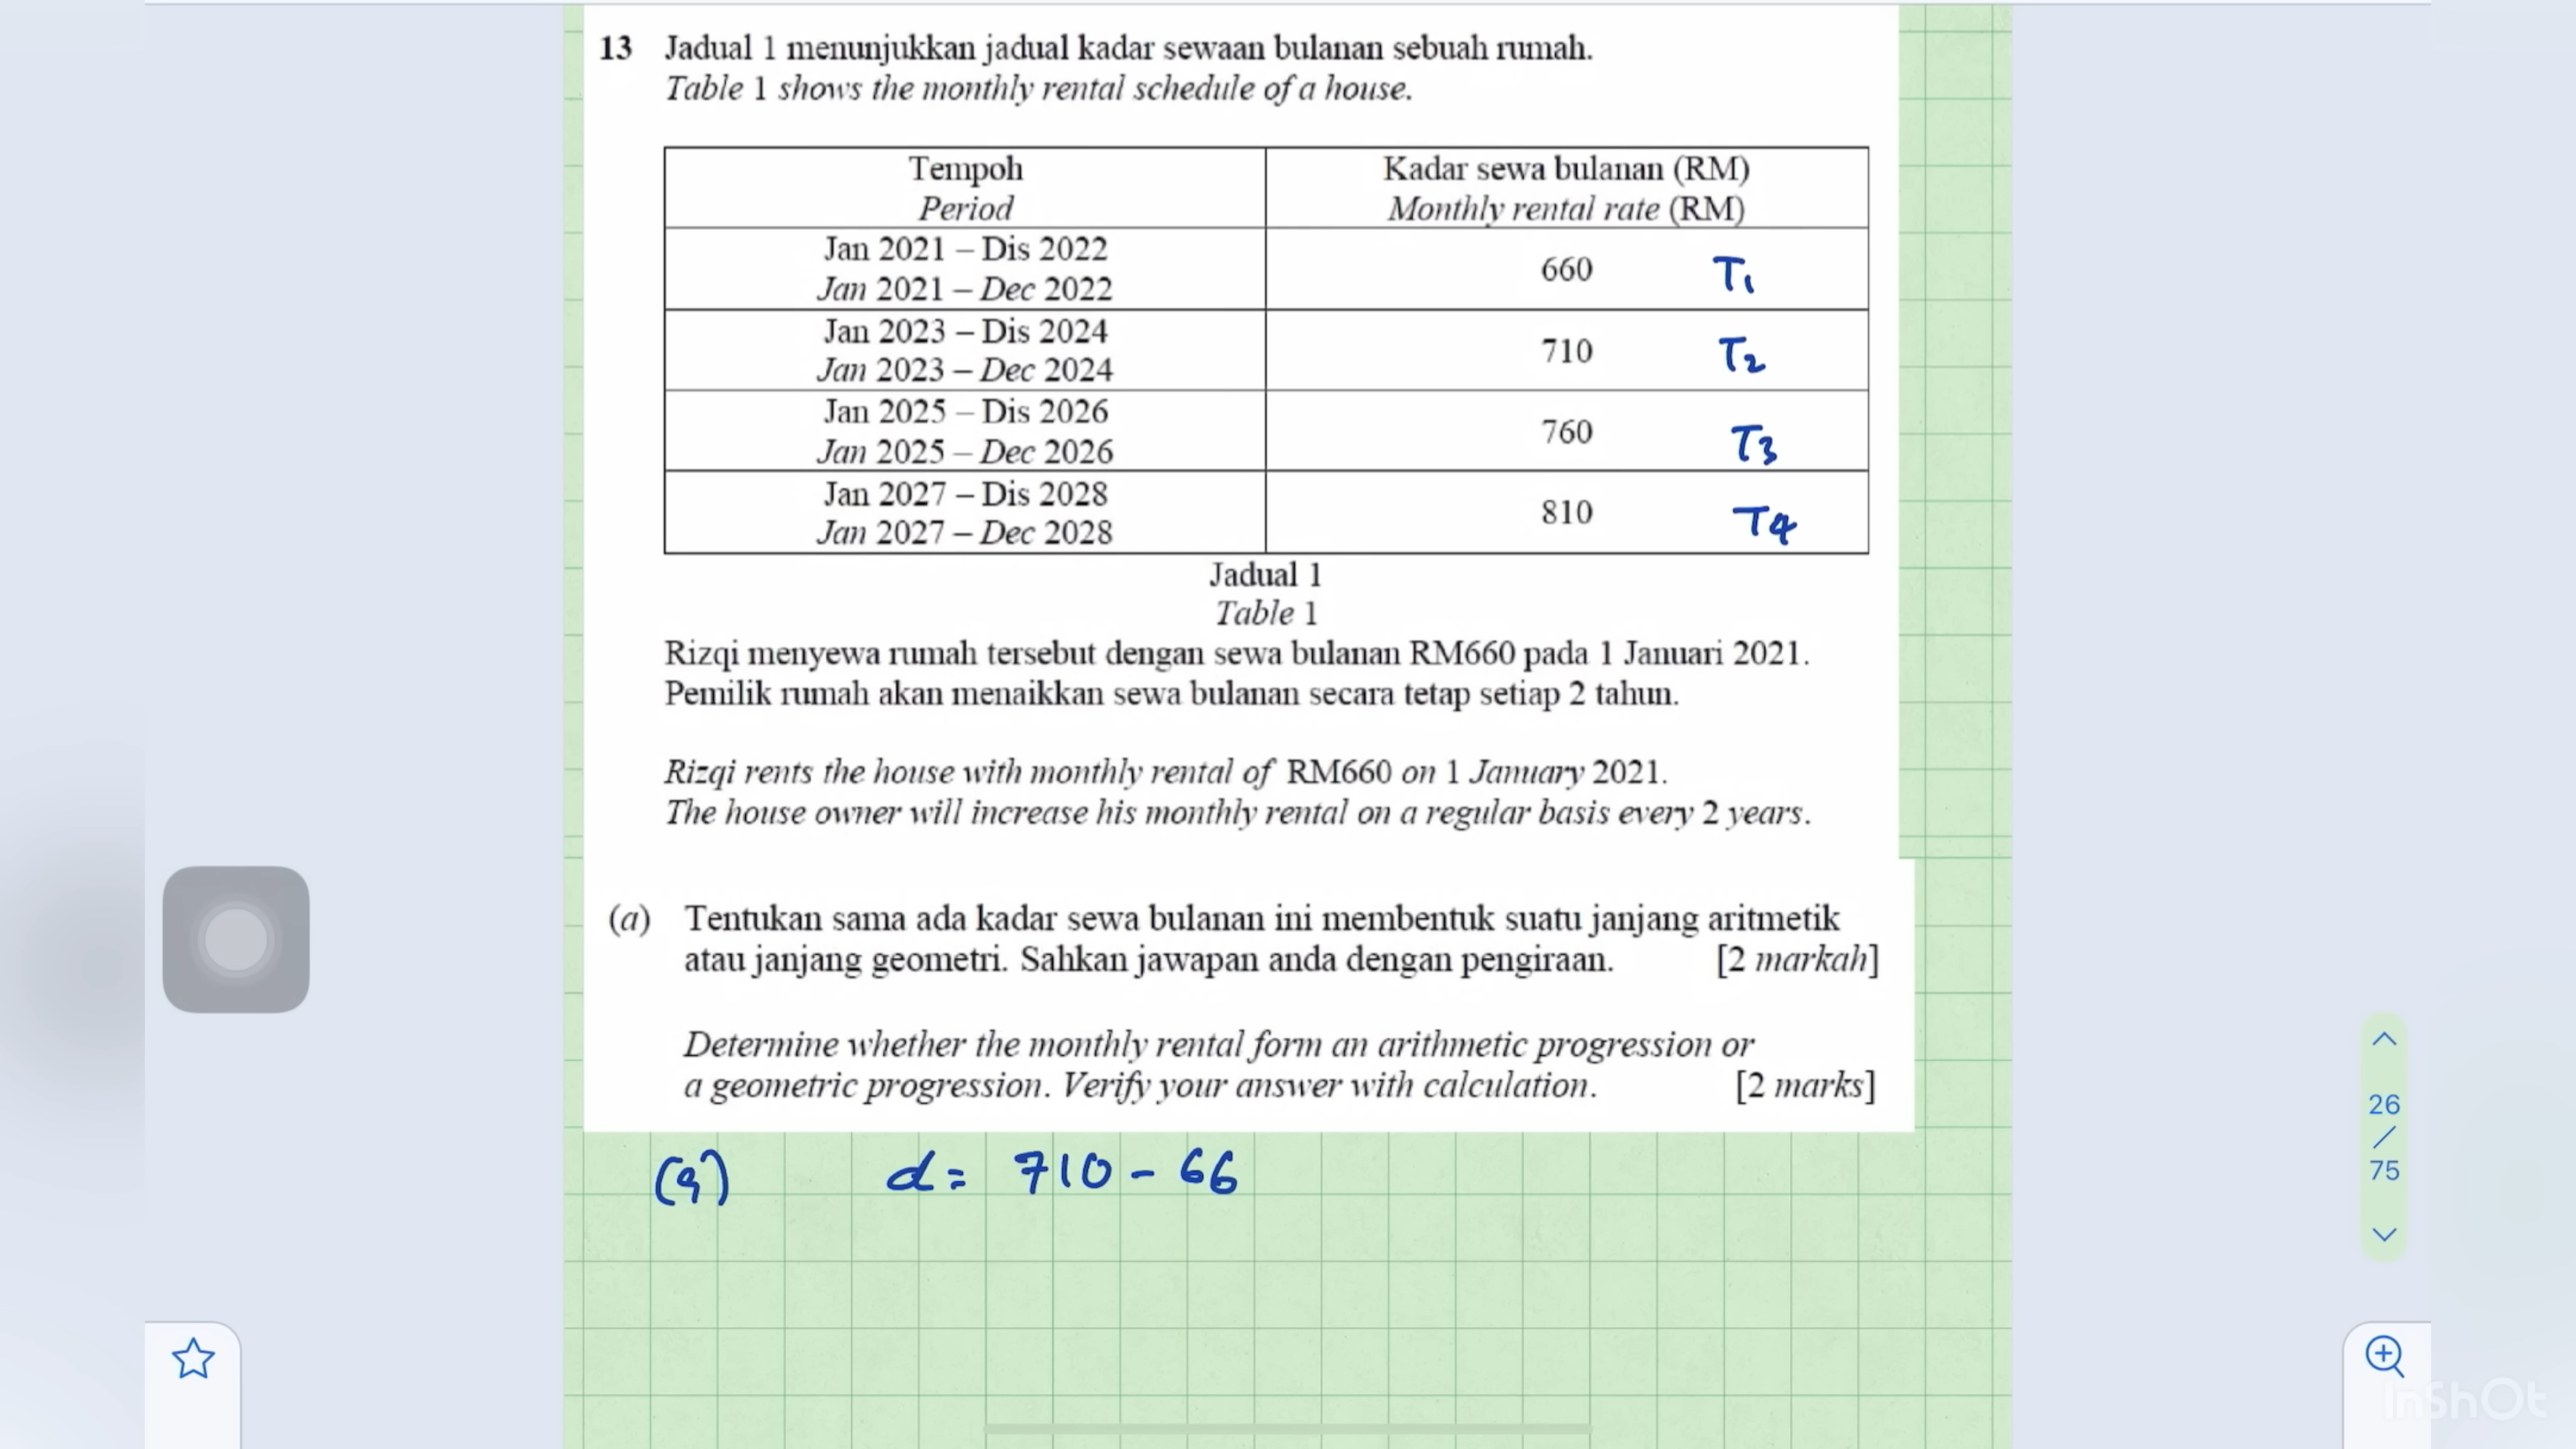 13 Jadual 1 menunjukkan jadual kadar sewaan bulanan sebuah rumah.
Table 1 shows the monthly rental schedule of a house.
Tempoh Kadar sewa bulanan (RM)
Period Monthly rental rate (RM)
Jan 2021 – Dis 2022
Jan 2021 – Dec 2022
660 T1
Jan 2023 – Dis 2024
Jan 2023 – Dec 2024
710 T2
Jan 2025 – Dis 2026
Jan 2025 – Dec 2026
760 T3
Jan 2027 – Dis 2028
Jan 2027 – Dec 2028
810 T4
Jadual 1
Table 1
Rizqi menyewa rumah tersebut dengan sewa bulanan RM660 pada 1 Januari 2021.
Pemilik rumah akan menaikkan sewa bulanan secara tetap setiap 2 tahun.
Rizqi rents the house with monthly rental of RM660 on 1 January 2021.
The house owner will increase his monthly rental on a regular basis every 2 years.
(a) Tentukan sama ada kadar sewa bulanan ini membentuk suatu janjang aritmetik
atau janjang geometri. Sahkan jawapan anda dengan pengiraan. [2 markah]
Determine whether the monthly rental form an arithmetic progression or
a geometric progression. Verify your answer with calculation. [2 marks]
(a) d = 710 - 66
26
/
75
InShOt